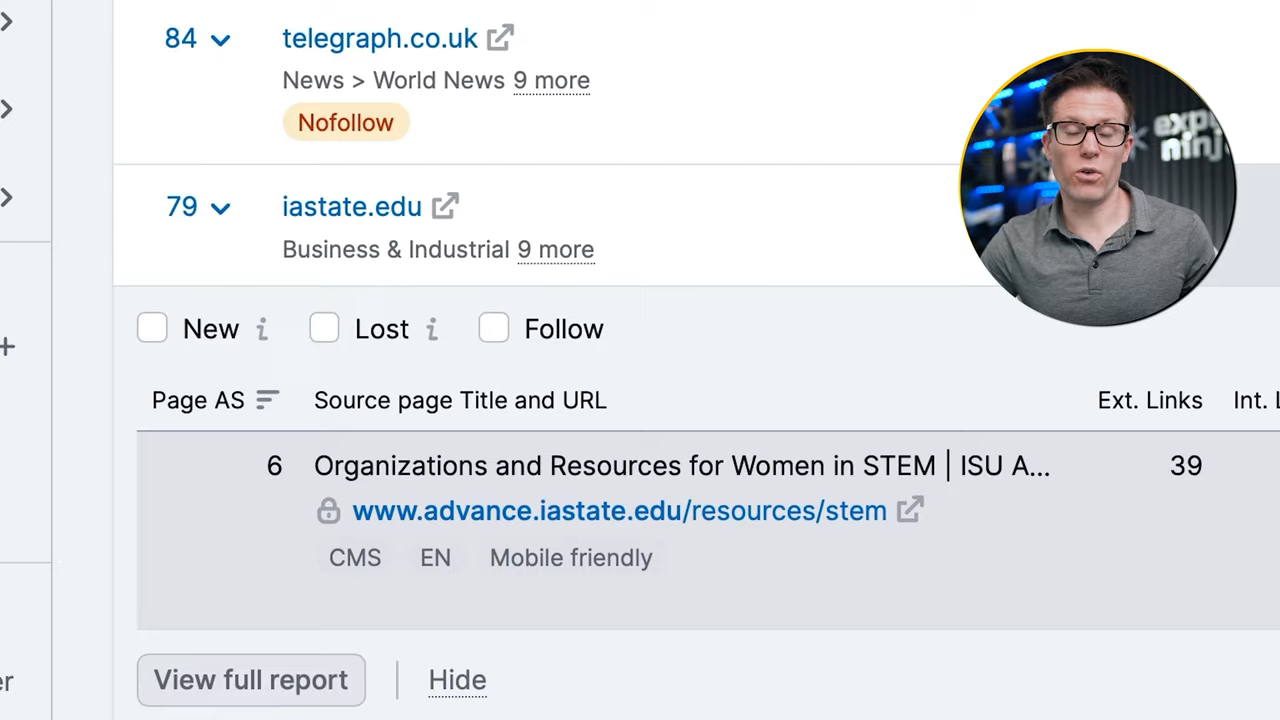 84 telegraph.co.uk
News > World News 9 more
Nofollow
79 iastate.edu
Business & Industrial 9 more
New Lost Follow
Page AS Source page Title and URL Ext. Links Int.
6 Organizations and Resources for Women in STEM | ISU A... 39
www.advance.iastate.edu/resources/stem
CMS EN Mobile friendly
View full report Hide